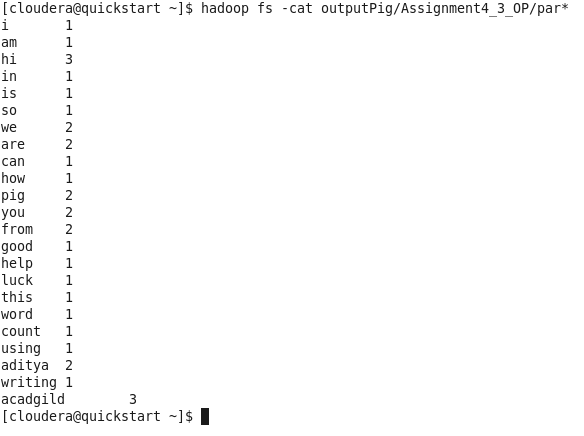 [cloudera@quickstart ~]$ hadoop fs -cat outputPig/Assignment4_3_OP/par*
i 1
am 1
hi 3
in 1
is 1
so 1
we 2
are 2
can 1
how 1
pig 2
you 2
from 2
good 1
help 1
luck 1
this 1
word 1
count 1
using 1
aditya 2
writing 1
acadgild 3
[cloudera@quickstart ~]$